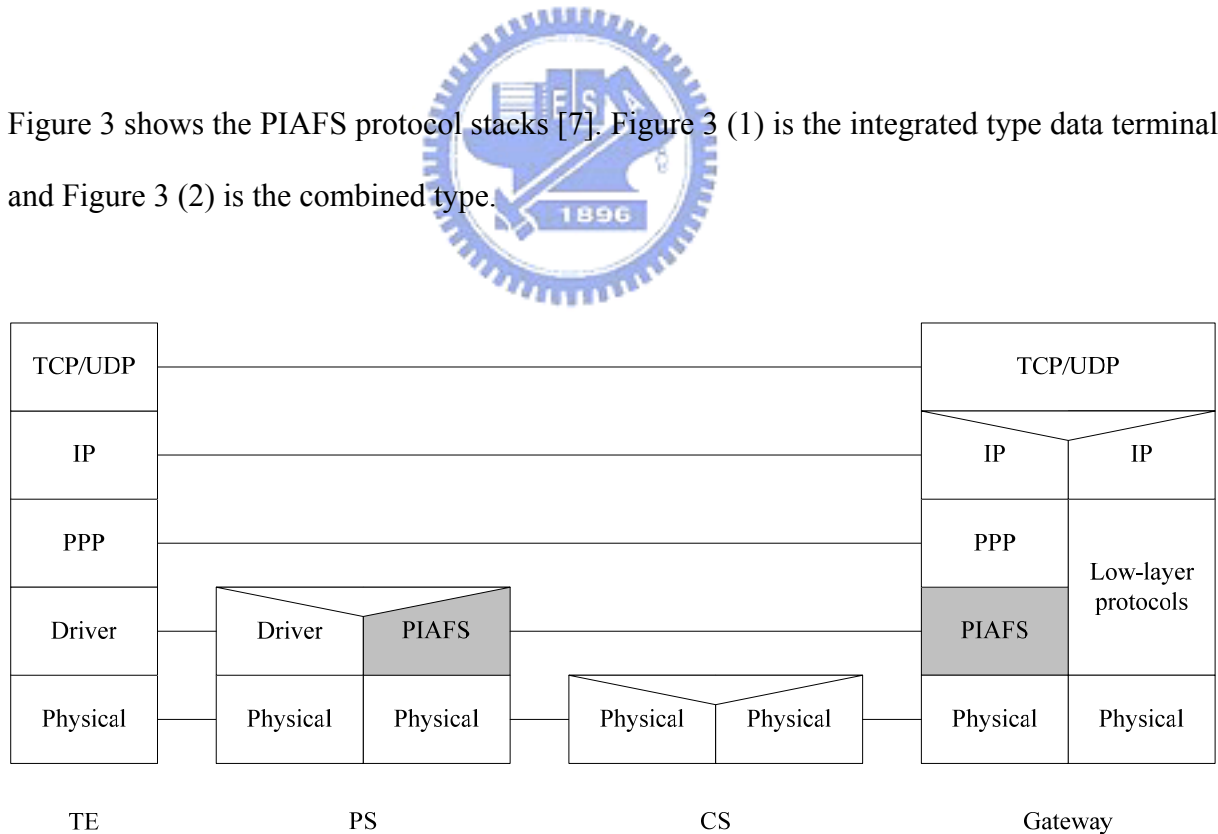 Figure 3 shows the PIAFS protocol stacks [7]. Figure 3 (1) is the integrated type data terminal
and Figure 3 (2) is the combined type.
E S A
1896
TCP/UDP
TCP/UDP
IP
IP
IP
PPP
PPP
Low-layer
protocols
Driver
Driver
PIAFS
PIAFS
Physical
Physical
Physical
Physical
Physical
Physical
Physical
TE
PS
CS
Gateway